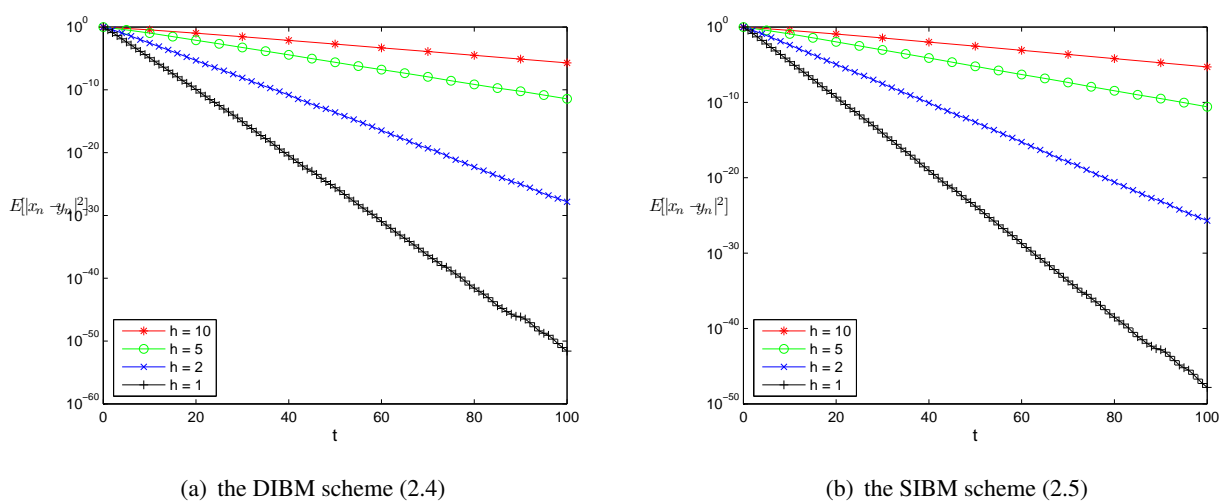 10^0
10^−10
10^−20
E[|x_n −y_n|^2]
10^−30
10^−40
10^−50
10^−60
0 20 40 60 80 100
t
h = 10
h = 5
h = 2
h = 1
(a) the DIBM scheme (2.4)
10^0
10^−10
10^−20
E[|x_n −y_n|^2]
10^−30
10^−40
10^−50
0 20 40 60 80 100
t
h = 10
h = 5
h = 2
h = 1
(b) the SIBM scheme (2.5)